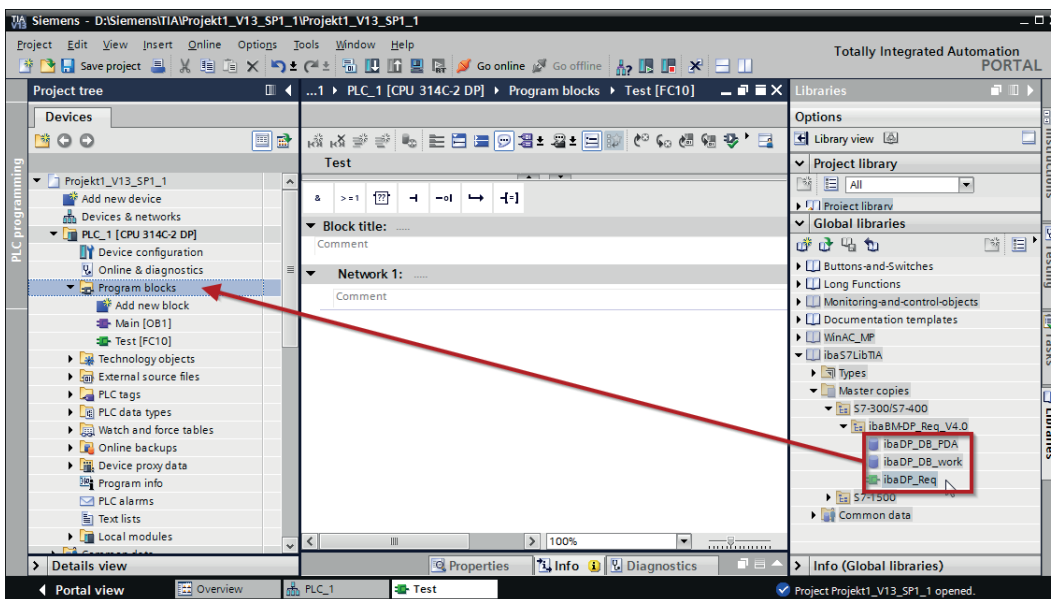 Siemens - D:\Siemens\TIA\Projekt1_V13_SP1_1\Projekt1_V13_SP1_1
Project Edit View Insert Online Options Tools Window Help
Totally Integrated Automation
PORTAL
Save project
Go online
Go offline
Project tree
...1 PLC_1 [CPU 314C-2 DP] Program blocks Test [FC10]
Libraries
Devices
Options
Library view
Test
Project library
All
Project library
PLC programming
Projekt1_V13_SP1_1
Add new device
Devices & networks
PLC_1 [CPU 314C-2 DP]
Device configuration
Online & diagnostics
Program blocks
Add new block
Main [OB1]
Test [FC10]
Technology objects
External source files
PLC tags
PLC data types
Watch and force tables
Online backups
Device proxy data
Program info
PLC alarms
Text lists
Local modules
Common data
Details view
& >=1 ?? -o| -[=]
Block title: .....
Comment
Network 1: .....
Comment
100%
Global libraries
Buttons-and-Switches
Long Functions
Monitoring-and-control-objects
Documentation templates
WinAC_MP
ibaS7LibTIA
Types
Master copies
S7-300/S7-400
ibaBM-DP_Req_V4.0
ibaDP_DB_PDA
ibaDP_DB_work
ibaDP_Req
S7-1500
Common data
Info (Global libraries)
Instructions
Testing
Tasks
Libraries
Properties
Info
Diagnostics
Portal view
Overview
PLC_1
Test
Project Projekt1_V13_SP1_1 opened.